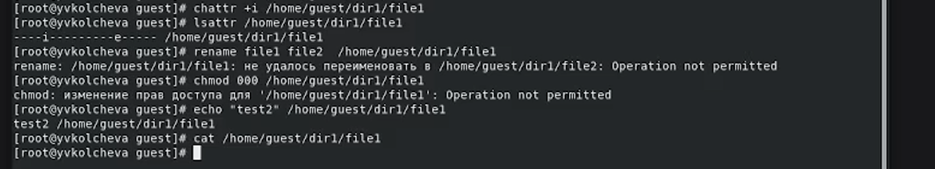 [root@yvkolcheva guest]# chattr +i /home/guest/dir1/file1
[root@yvkolcheva guest]# lsattr /home/guest/dir1/file1
----i---------e----- /home/guest/dir1/file1
[root@yvkolcheva guest]# rename file1 file2  /home/guest/dir1/file1
rename: /home/guest/dir1/file1: не удалось переименовать в /home/guest/dir1/file2: Operation not permitted
[root@yvkolcheva guest]# chmod 000 /home/guest/dir1/file1
chmod: изменение прав доступа для '/home/guest/dir1/file1': Operation not permitted
[root@yvkolcheva guest]# echo "test2" /home/guest/dir1/file1
test2 /home/guest/dir1/file1
[root@yvkolcheva guest]# cat /home/guest/dir1/file1
[root@yvkolcheva guest]#